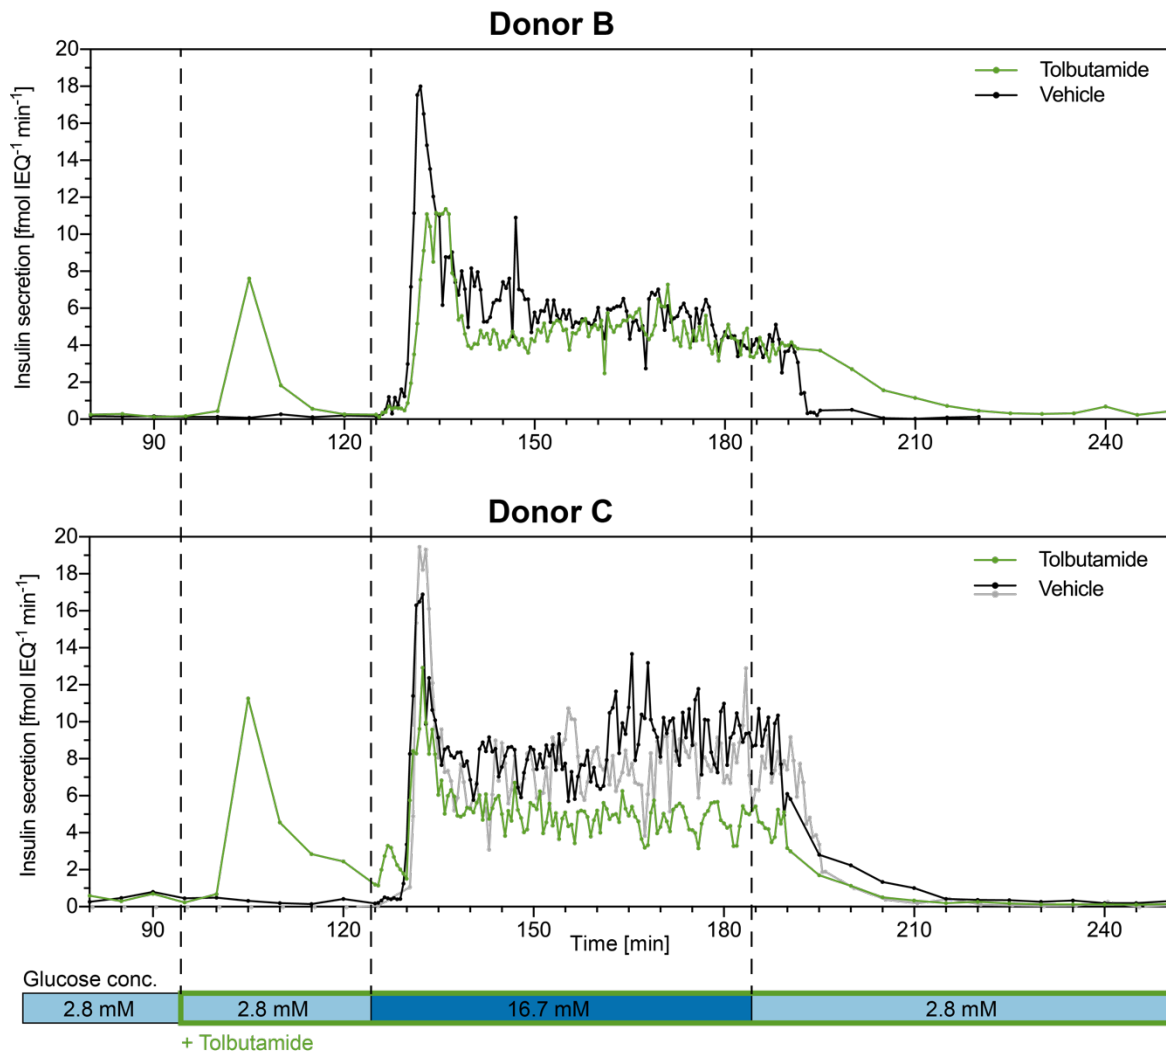 Donor B
20
18
16
14
12
10
8
6
4
2
0
Insulin secretion [fmol IEQ⁻¹ min⁻¹]
Tolbutamide
Vehicle
90
120
150
180
210
240
Donor C
20
18
16
14
12
10
8
6
4
2
0
Insulin secretion [fmol IEQ⁻¹ min⁻¹]
Tolbutamide
Vehicle
90
120
150
180
210
240
Time [min]
Glucose conc.
2.8 mM
2.8 mM
16.7 mM
2.8 mM
+ Tolbutamide